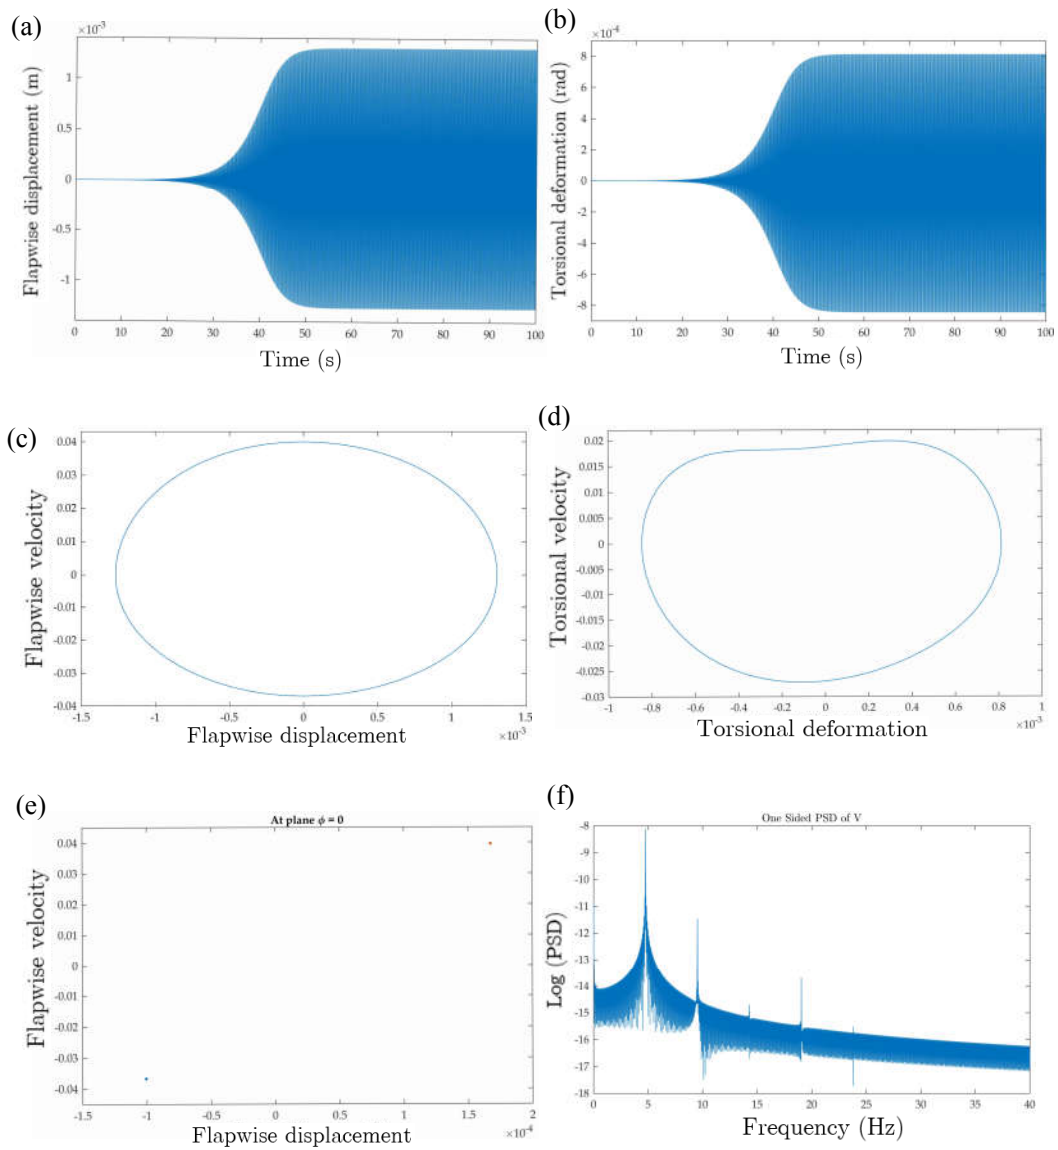 (a)
×10⁻³
Flapwise displacement (m)
1
0.5
0
-0.5
-1
0 10 20 30 40 50 60 70 80 90 100
Time (s)
(b)
×10⁻⁴
Torsional deformation (rad)
8
6
4
2
0
-2
-4
-6
-8
0 10 20 30 40 50 60 70 80 90 100
Time (s)
(c)
Flapwise velocity
0.04
0.03
0.02
0.01
0
-0.01
-0.02
-0.03
-0.04
-1.5 -1 -0.5 0 0.5 1 1.5
×10⁻³
Flapwise displacement
(d)
Torsional velocity
0.02
0.015
0.01
0.005
0
-0.005
-0.01
-0.015
-0.02
-0.025
-0.03
-1 -0.8 -0.6 -0.4 -0.2 0 0.2 0.4 0.6 0.8 1
×10⁻³
Torsional deformation
(e)
At plane ϕ = 0
Flapwise velocity
0.04
0.03
0.02
0.01
0
-0.01
-0.02
-0.03
-0.04
-1.5 -1 -0.5 0 0.5 1 1.5 2
×10⁻⁴
Flapwise displacement
(f)
One Sided PSD of V
Log (PSD)
-8
-9
-10
-11
-12
-13
-14
-15
-16
-17
-18
0 5 10 15 20 25 30 35 40
Frequency (Hz)